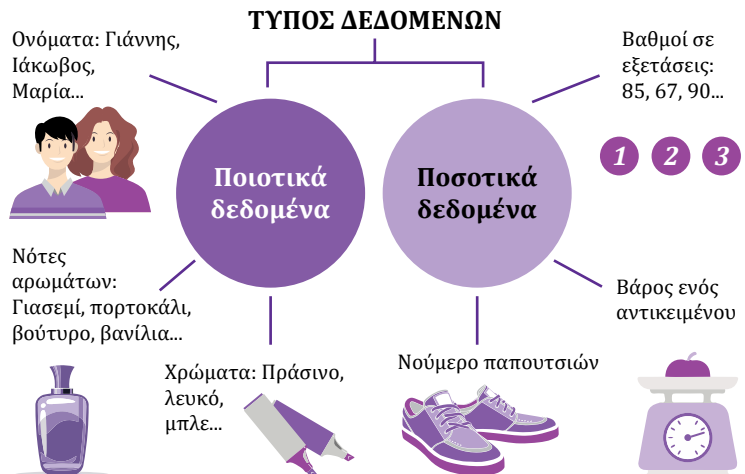 ΤΥΠΟΣ ΔΕΔΟΜΕΝΩΝ
Ονόματα: Γιάννης,
Ιάκωβος,
Μαρία...
Ποιοτικά
δεδομένα
Νότες
αρωμάτων:
Γιασεμί, πορτοκάλι,
βούτυρο, βανίλια...
Χρώματα: Πράσινο,
λευκό,
μπλε...
Ποσοτικά
δεδομένα
Βαθμοί σε
εξετάσεις:
85, 67, 90...
1 2 3
Βάρος ενός
αντικειμένου
Νούμερο παπουτσιών